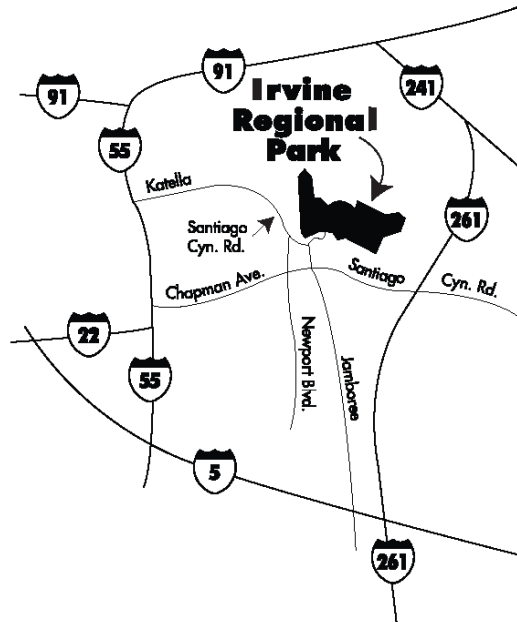 91
91
241
Irvine
Regional
Park
55
Katella
261
Santiago
Cyn. Rd.
Santiago
Cyn. Rd.
Chapman Ave.
22
Newport Blvd.
Jamboree
55
5
261